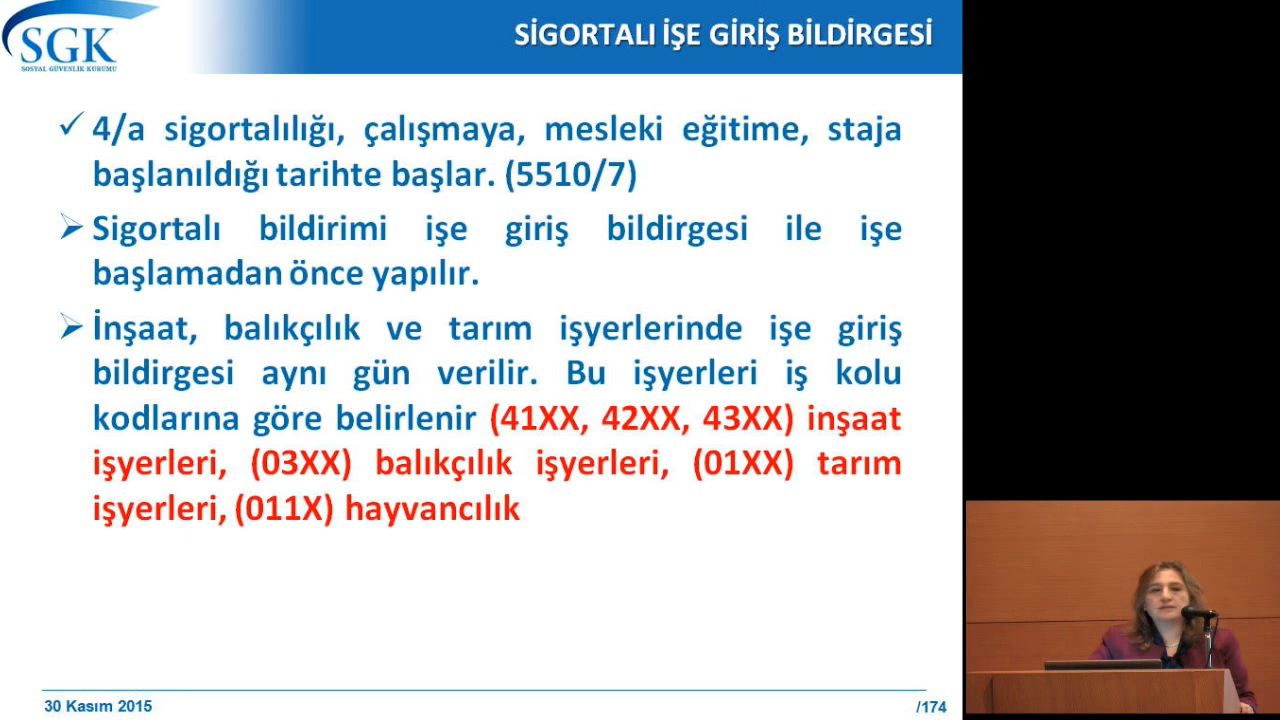 SGK
SOSYAL GÜVENLİK KURUMU
SİGORTALI İŞE GİRİŞ BİLDİRGESİ
4/a sigortalılığı, çalışmaya, mesleki eğitime, staja
başlanıldığı tarihte başlar. (5510/7)
Sigortalı bildirimi işe giriş bildirgesi ile işe
başlamadan önce yapılır.
İnşaat, balıkçılık ve tarım işyerlerinde işe giriş
bildirgesi aynı gün verilir. Bu işyerleri iş kolu
kodlarına göre belirlenir (41XX, 42XX, 43XX) inşaat
işyerleri, (03XX) balıkçılık işyerleri, (01XX) tarım
işyerleri, (011X) hayvancılık
30 Kasım 2015
/174